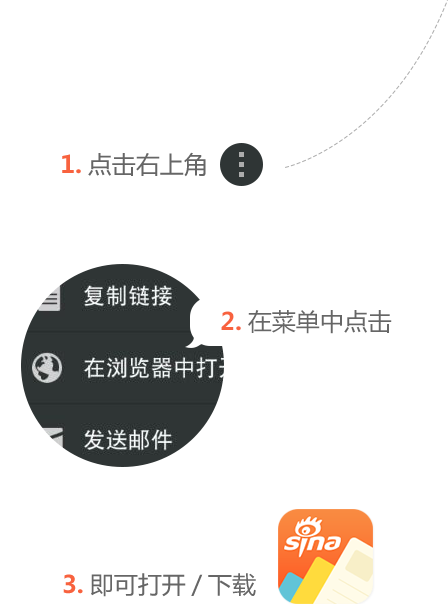 1. 点击右上角
复制链接
2. 在菜单中点击
在浏览器中打开
发送邮件
sina
3. 即可打开 / 下载